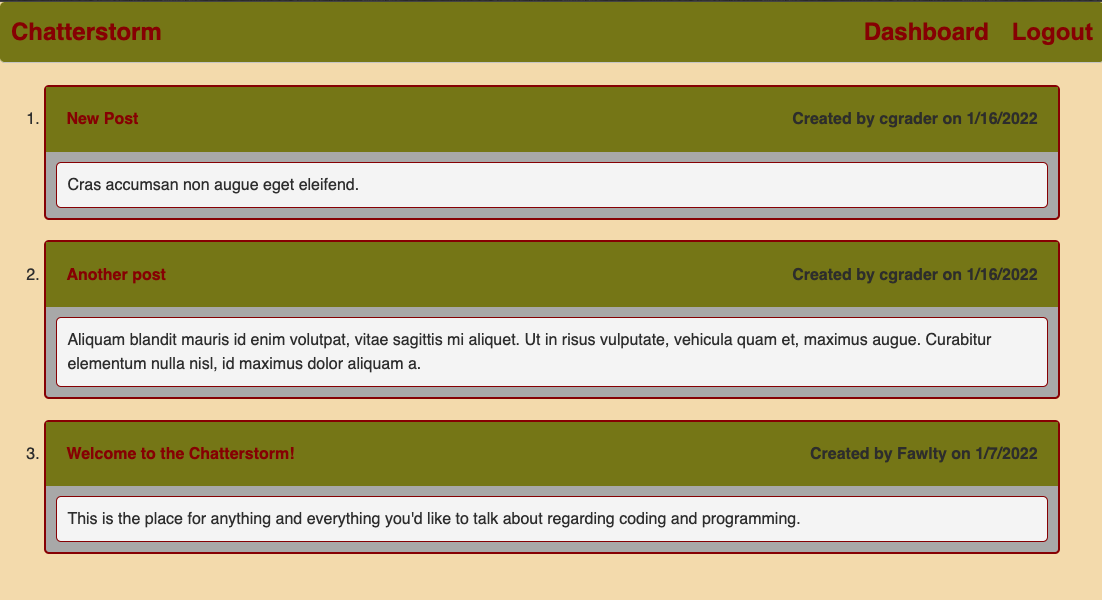 Chatterstorm Dashboard Logout
1. New Post Created by cgrader on 1/16/2022
Cras accumsan non augue eget eleifend.
2. Another post Created by cgrader on 1/16/2022
Aliquam blandit mauris id enim volutpat, vitae sagittis mi aliquet. Ut in risus vulputate, vehicula quam et, maximus augue. Curabitur
elementum nulla nisl, id maximus dolor aliquam a.
3. Welcome to the Chatterstorm! Created by Fawlty on 1/7/2022
This is the place for anything and everything you'd like to talk about regarding coding and programming.